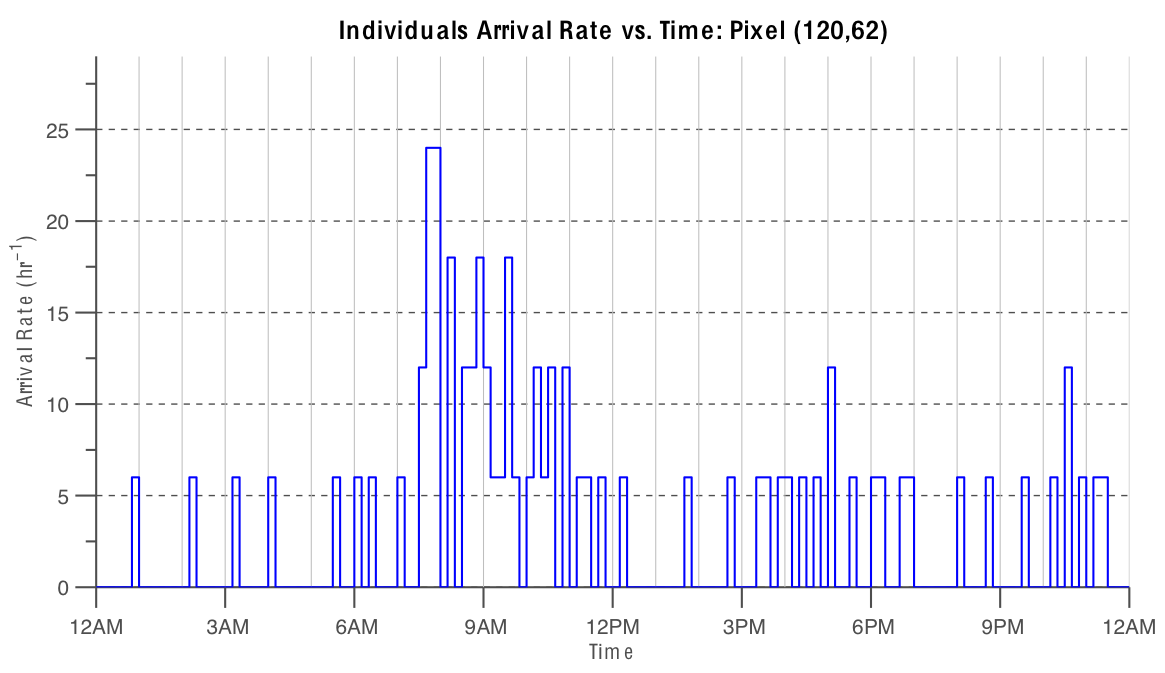 Individuals Arrival Rate vs. Time: Pixel (120,62)
Arrival Rate (hr⁻¹)
25
20
15
10
5
0
12AM 3AM 6AM 9AM 12PM 3PM 6PM 9PM 12AM
Time